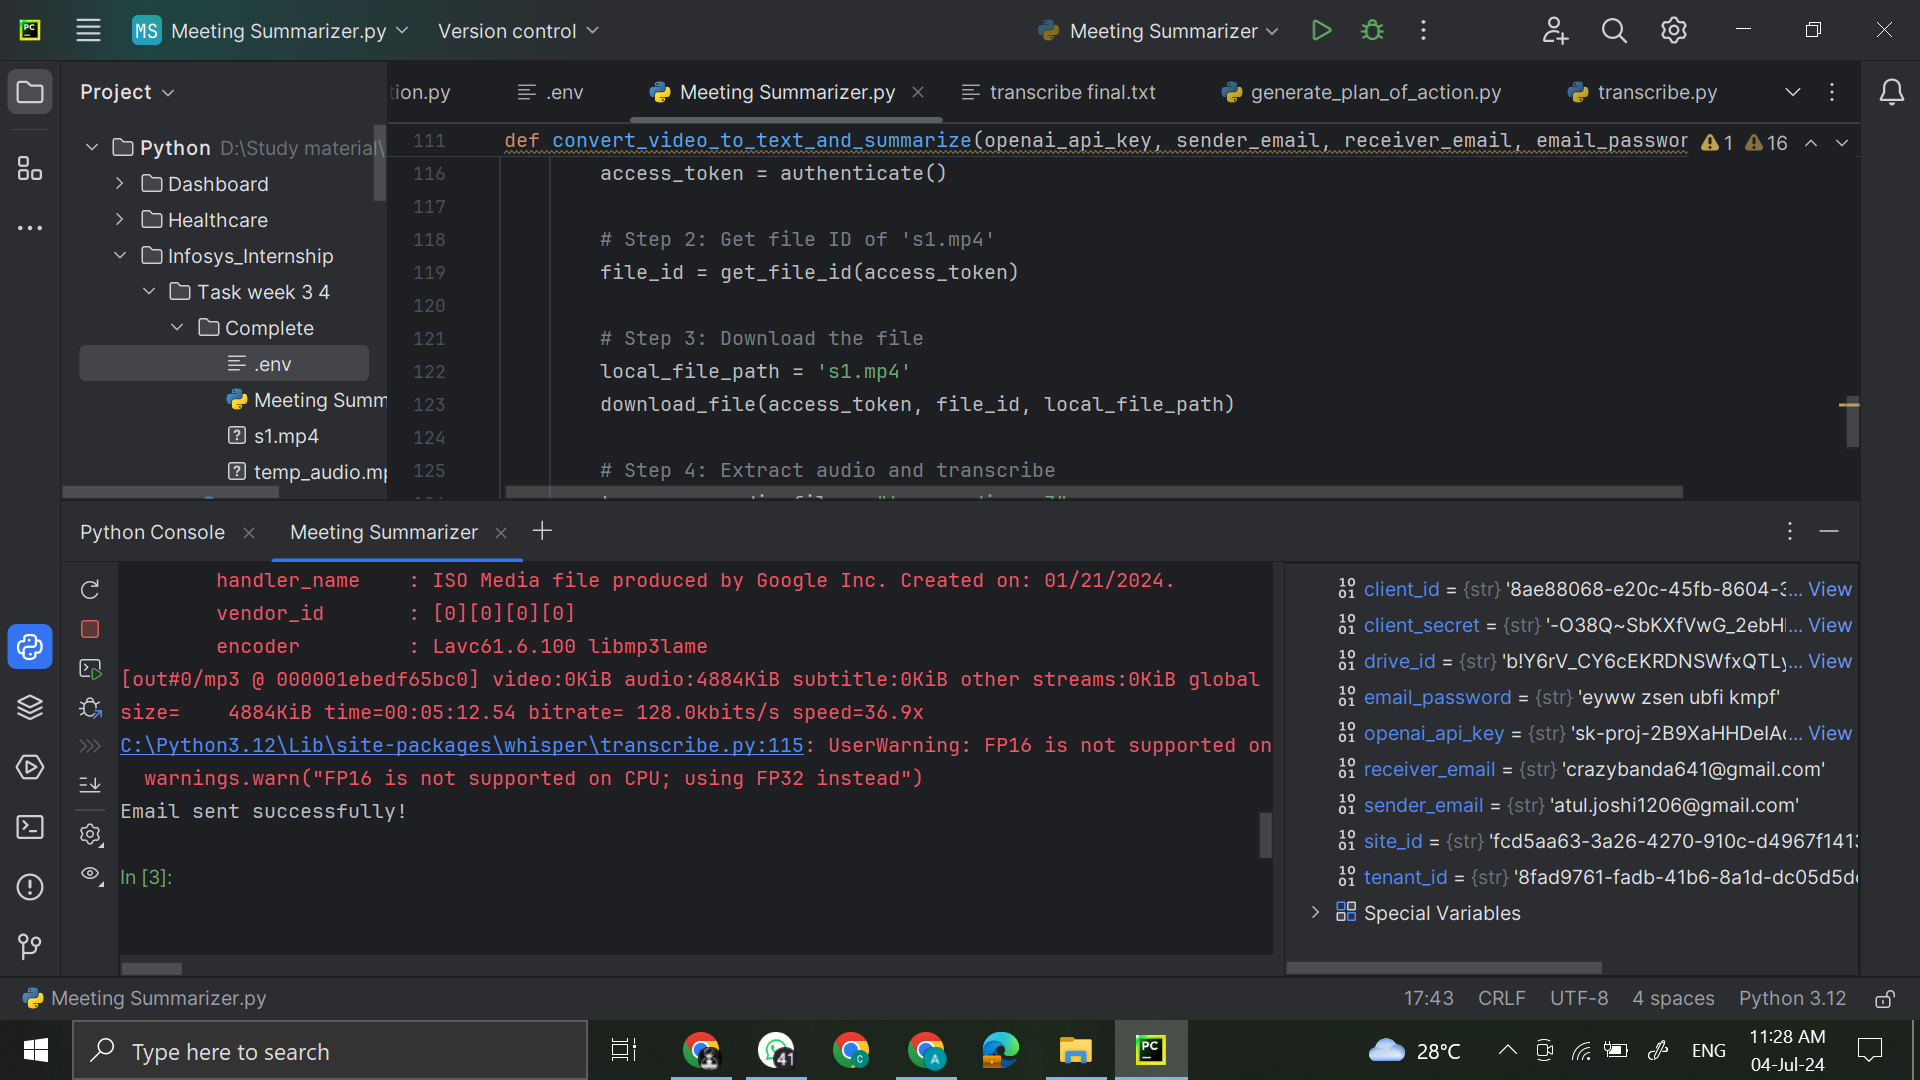 PC
MS Meeting Summarizer.py
Version control
Meeting Summarizer
Project
tion.py
.env
Meeting Summarizer.py
transcribe final.txt
generate_plan_of_action.py
transcribe.py
Python D:\Study material\
Dashboard
Healthcare
Infosys_Internship
Task week 3 4
Complete
.env
Meeting Summ
s1.mp4
temp_audio.mp
111 def convert_video_to_text_and_summarize(openai_api_key, sender_email, receiver_email, email_passwor
1 16
116 access_token = authenticate()
117
118 # Step 2: Get file ID of 's1.mp4'
119 file_id = get_file_id(access_token)
120
121 # Step 3: Download the file
122 local_file_path = 's1.mp4'
123 download_file(access_token, file_id, local_file_path)
124
125 # Step 4: Extract audio and transcribe
Python Console
Meeting Summarizer
handler_name : ISO Media file produced by Google Inc. Created on: 01/21/2024.
vendor_id : [0][0][0][0]
encoder : Lavc61.6.100 libmp3lame
[out#0/mp3 @ 000001ebedf65bc0] video:0KiB audio:4884KiB subtitle:0KiB other streams:0KiB global
size= 4884KiB time=00:05:12.54 bitrate= 128.0kbits/s speed=36.9x
C:\Python3.12\Lib\site-packages\whisper\transcribe.py:115: UserWarning: FP16 is not supported on
warnings.warn("FP16 is not supported on CPU; using FP32 instead")
Email sent successfully!
In [3]:
client_id = {str} '8ae88068-e20c-45fb-8604-3... View
client_secret = {str} '-O38Q~SbKXfVwG_2ebH... View
drive_id = {str} 'b!Y6rV_CY6cEKRDNSWfxQTLy... View
email_password = {str} 'eyww zsen ubfi kmpf'
openai_api_key = {str} 'sk-proj-2B9XaHHDelA... View
receiver_email = {str} 'crazybanda641@gmail.com'
sender_email = {str} 'atul.joshi1206@gmail.com'
site_id = {str} 'fcd5aa63-3a26-4270-910c-d4967f1413
tenant_id = {str} '8fad9761-fadb-41b6-8a1d-dc05d5d
Special Variables
Meeting Summarizer.py
17:43 CRLF UTF-8 4 spaces Python 3.12
Type here to search
41
C
A
PC
28°C
ENG
11:28 AM
04-Jul-24